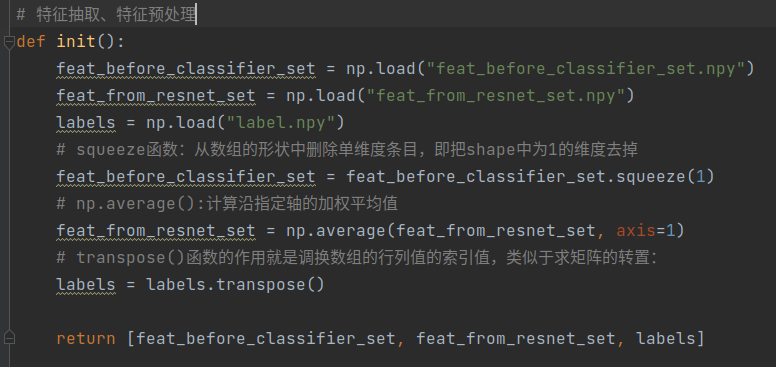 # 特征抽取、特征预处理
def init():
    feat_before_classifier_set = np.load("feat_before_classifier_set.npy")
    feat_from_resnet_set = np.load("feat_from_resnet_set.npy")
    labels = np.load("label.npy")
    # squeeze函数：从数组的形状中删除单维度条目，即把shape中为1的维度去掉
    feat_before_classifier_set = feat_before_classifier_set.squeeze(1)
    # np.average():计算沿指定轴的加权平均值
    feat_from_resnet_set = np.average(feat_from_resnet_set, axis=1)
    # transpose()函数的作用就是调换数组的行列值的索引值，类似于求矩阵的转置：
    labels = labels.transpose()
    return [feat_before_classifier_set, feat_from_resnet_set, labels]